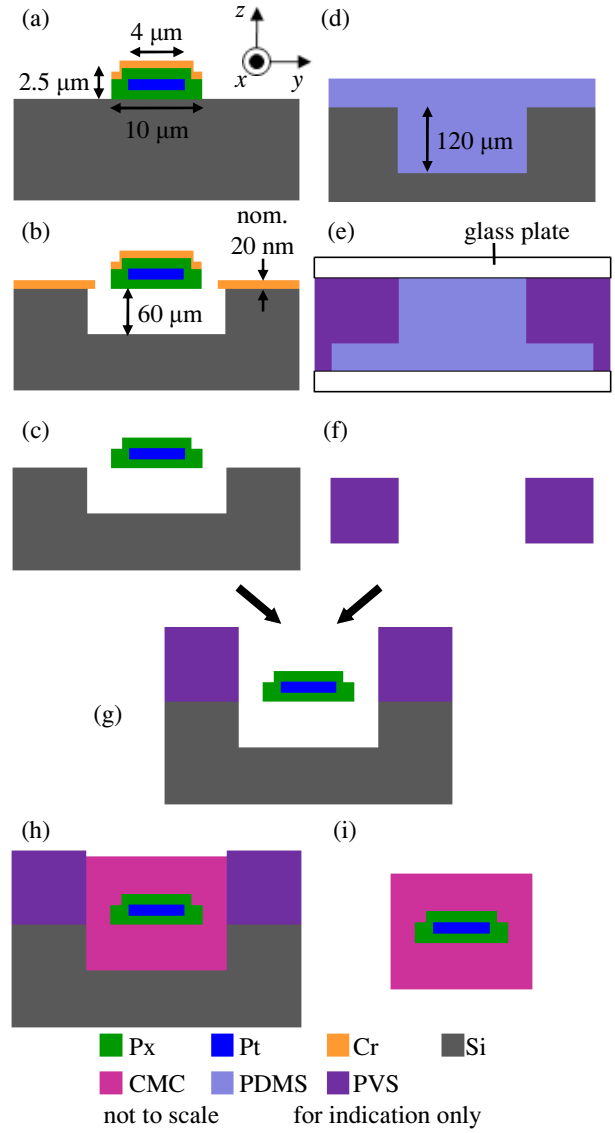 (a)
4 μm
2.5 μm
10 μm
z
x
y
(d)
120 μm
(b)
nom.
20 nm
60 μm
(e)
glass plate
(c)
(f)
(g)
(h)
(i)
Px
Pt
Cr
Si
CMC
PDMS
PVS
not to scale
for indication only